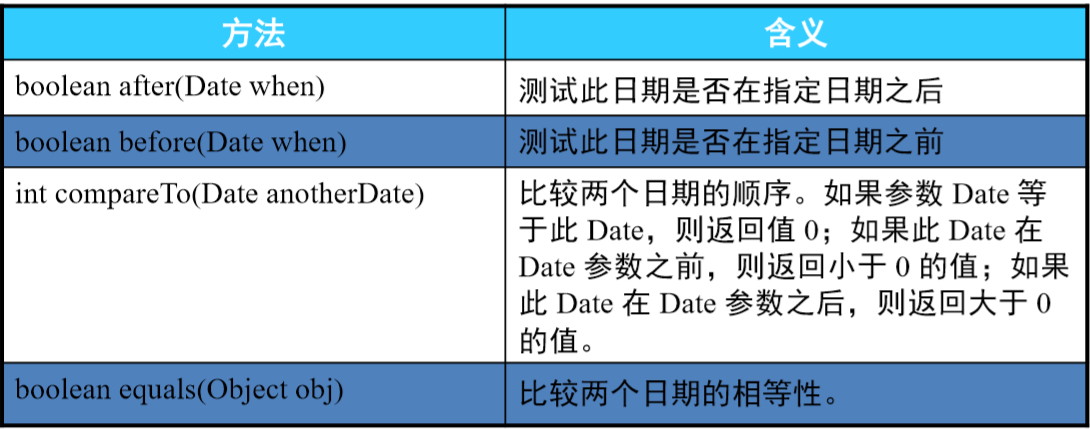 方法
含义
boolean after(Date when)
测试此日期是否在指定日期之后
boolean before(Date when)
测试此日期是否在指定日期之前
int compareTo(Date anotherDate)
比较两个日期的顺序。如果参数 Date 等
于此 Date，则返回值 0；如果此 Date 在
Date 参数之前，则返回小于 0 的值；如果
此 Date 在 Date 参数之后，则返回大于 0
的值。
boolean equals(Object obj)
比较两个日期的相等性。